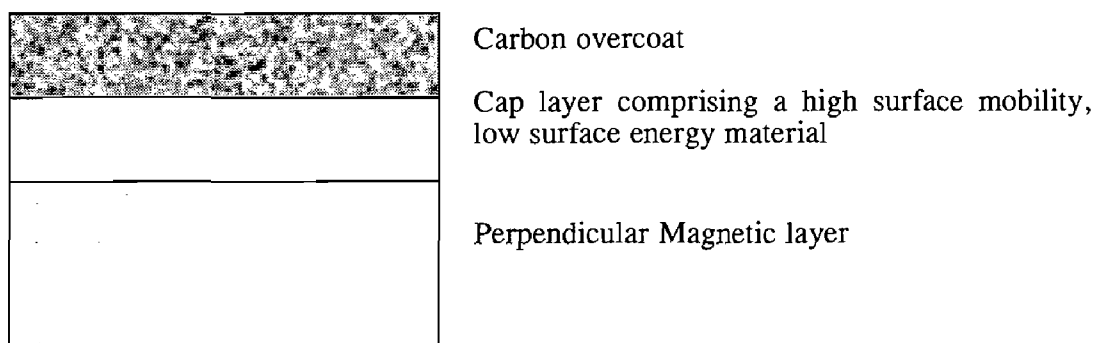 Carbon overcoat
Cap layer comprising a high surface mobility,
low surface energy material
Perpendicular Magnetic layer